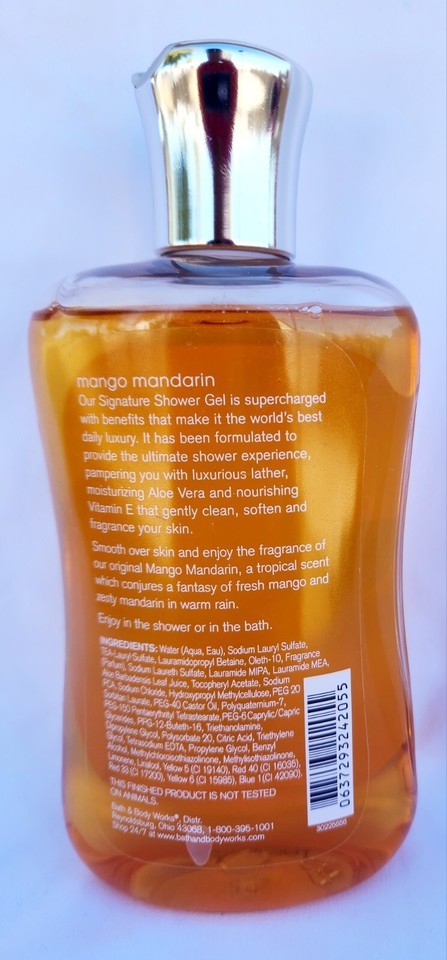 mango mandarin
Our Signature Shower Gel is supercharged
with benefits that make it the world's best
daily luxury. It has been formulated to
provide the ultimate shower experience,
pampering you with luxurious lather,
moisturizing Aloe Vera and nourishing
Vitamin E that gently clean, soften and
fragrance your skin.
Smooth over skin and enjoy the fragrance of
our original Mango Mandarin, a tropical scent
which conjures a fantasy of fresh mango and
zesty mandarin in warm rain.
Enjoy in the shower or in the bath.
INGREDIENTS: Water (Aqua, Eau), Sodium Lauryl Sulfate,
TEA-Lauryl Sulfate, Lauramidopropyl Betaine, Oleth-10, Fragrance
(Parfum), Sodium Laureth Sulfate, Lauramide MIPA, Lauramide MEA,
Aloe Barbadensis Leaf Juice, Tocopheryl Acetate, Sodium
PCA, Sodium Chloride, Hydroxypropyl Methylcellulose, PEG 20
Sorbitan Laurate, PEG-40 Castor Oil, Polyquaternium-7,
PEG-150 Pentaerythrityl Tetrastearate, PEG-6 Caprylic/Capric
Glycerides, PPG-12-Buteth-16, Triethanolamine,
Dipropylene Glycol, Polysorbate 20, Citric Acid, Triethylene
Glycol, Tetrasodium EDTA, Propylene Glycol, Benzyl
Alcohol, Methylchloroisothiazolinone, Methylisothiazolinone,
Limonene, Linalool, Yellow 5 (CI 19140), Red 40 (CI 16035),
Red 33 (CI 17200), Yellow 6 (CI 15985), Blue 1 (CI 42090).
THIS FINISHED PRODUCT IS NOT TESTED
ON ANIMALS.
Bath & Body Works®, Distr.
Reynoldsburg, Ohio 43068, 1-800-395-1001
Shop 24/7 at www.bathandbodyworks.com
0637293242055